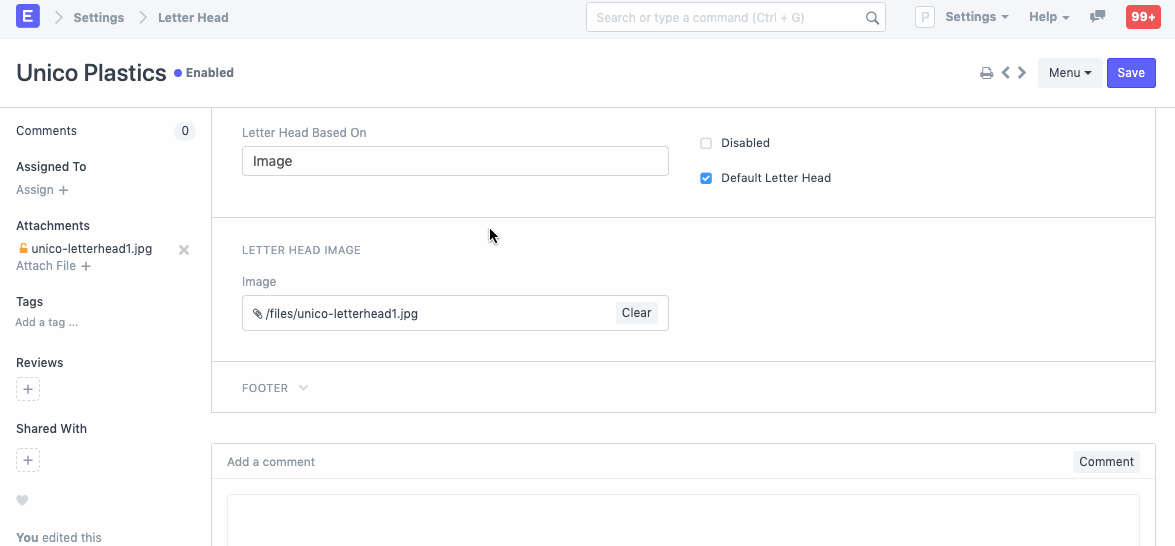 E Settings Letter Head Search or type a command (Ctrl + G) P Settings Help 99+
Unico Plastics Enabled Menu Save
Comments 0
Assigned To
Assign +
Attachments
unico-letterhead1.jpg
Attach File +
Tags
Add a tag ...
Reviews
+
Shared With
+
You edited this
Letter Head Based On
Image
Disabled
Default Letter Head
LETTER HEAD IMAGE
Image
/files/unico-letterhead1.jpg Clear
FOOTER
Add a comment Comment